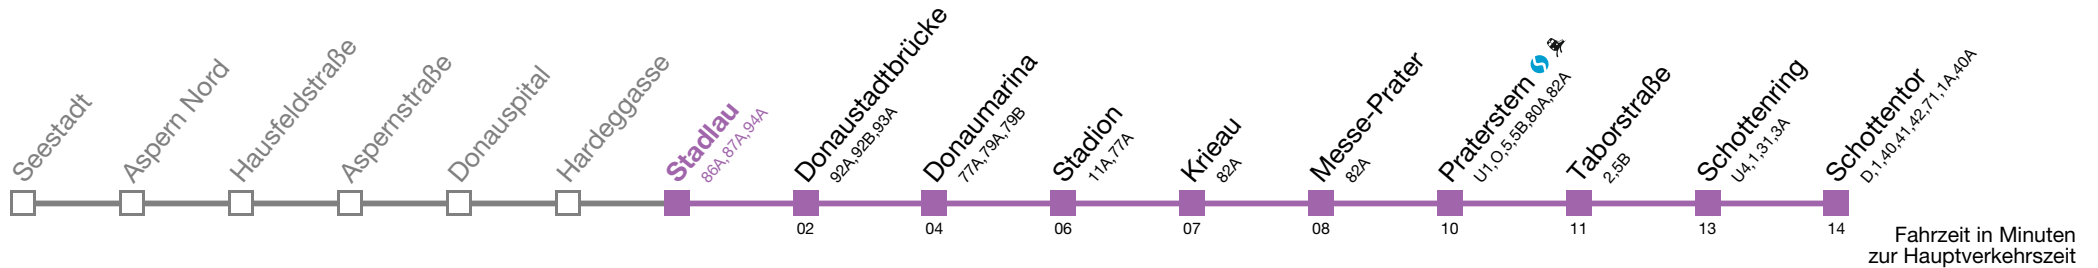 Seestadt
Aspern Nord
Hausfeldstraße
Aspernstraße
Donauspital
Hardeggasse
Stadlau
86A,87A,94A
Donaustadtbrücke
92A,92B,93A
Donaumarina
77A,79A,79B
Stadion
11A,77A
Krieau
82A
Messe-Prater
82A
Praterstern
U1,O,5,5B,80A,82A
Taborstraße
2,5B
Schottenring
U4,1,31,3A
Schottentor
D,1,40,41,42,71,1A,40A
02 04 06 07 08 10 11 13 14
Fahrzeit in Minuten
zur Hauptverkehrszeit